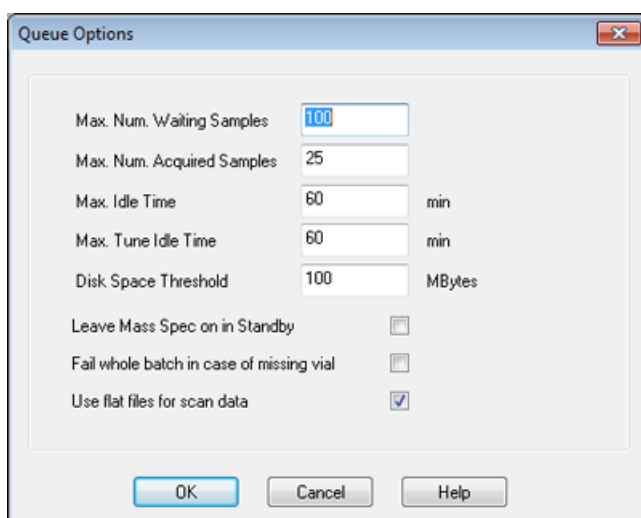 Queue Options
Max. Num. Waiting Samples 100
Max. Num. Acquired Samples 25
Max. Idle Time 60 min
Max. Tune Idle Time 60 min
Disk Space Threshold 100 MBytes
Leave Mass Spec on in Standby
Fail whole batch in case of missing vial
Use flat files for scan data
OK Cancel Help